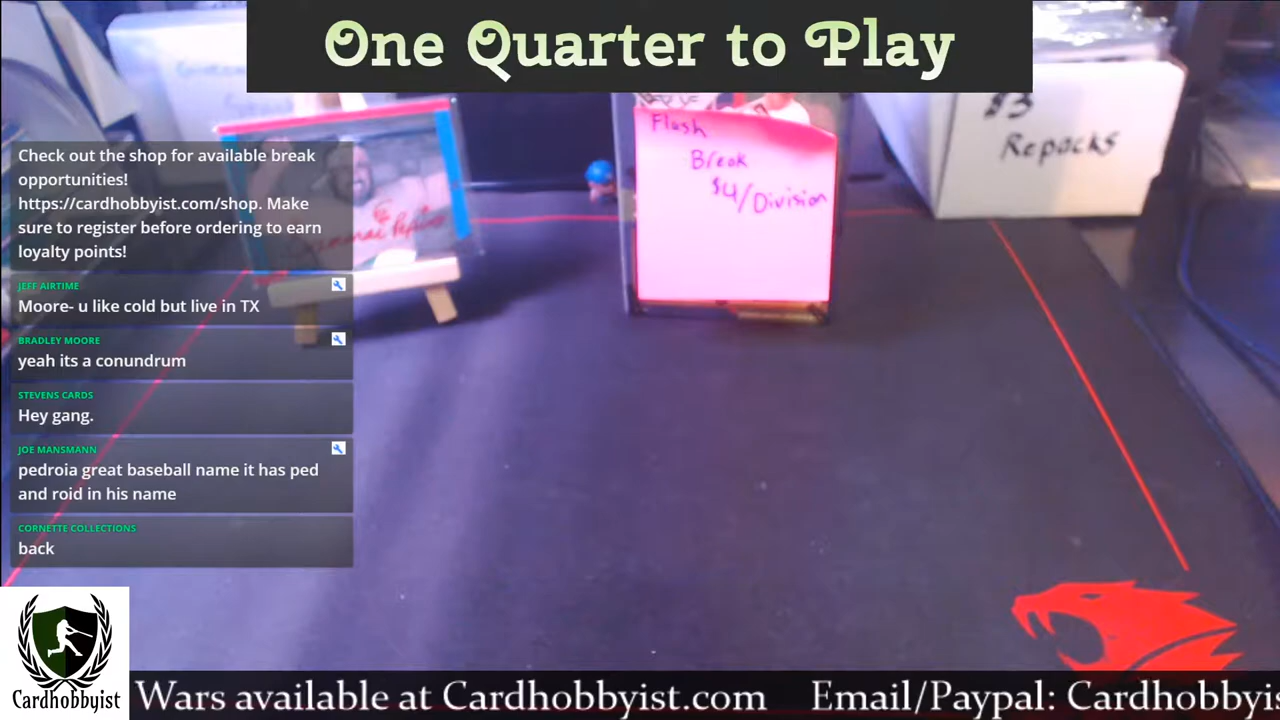 One Quarter to Play
Check out the shop for available break
opportunities!
https://cardhobbyist.com/shop. Make
sure to register before ordering to earn
loyalty points!
JEFF AIRTIME
Moore- u like cold but live in TX
BRADLEY MOORE
yeah its a conundrum
STEVENS CARDS
Hey gang.
JOE MANSMANN
pedroia great baseball name it has ped
and roid in his name
CORNETTE COLLECTIONS
back
Flash
Break
$4/Division
$3
Repacks
Cardhobbyist
Wars available at Cardhobbyist.com Email/Paypal: Cardhobbyis